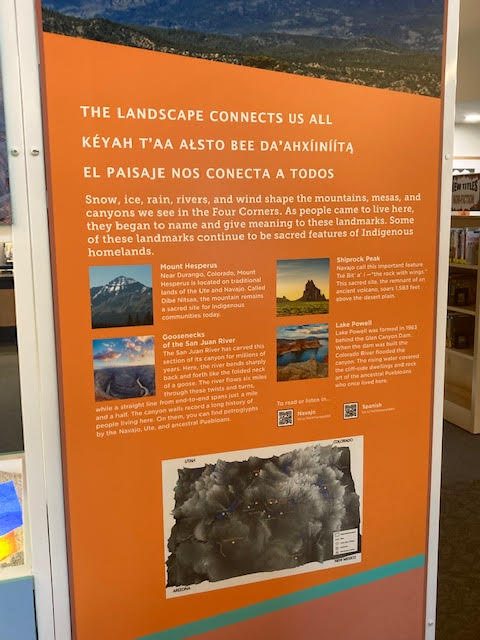 THE LANDSCAPE CONNECTS US ALL
KÉYAH T'AA AŁSTO BEE DA'AHXÍINÍÍTĄ
EL PAISAJE NOS CONECTA A TODOS
Snow, ice, rain, rivers, and wind shape the mountains, mesas, and
canyons we see in the Four Corners. As people came to live here,
they began to name and give meaning to these landmarks. Some
of these landmarks continue to be sacred features of Indigenous
homelands.
Mount Hesperus
Near Durango, Colorado, Mount
Hesperus is located on traditional
lands of the Ute and Navajo. Called
Dibé Nitsaa, the mountain remains
a sacred site for Indigenous
communities today.
Goosenecks
of the San Juan River
The San Juan River has carved this
section of its canyon for millions of
years. Here, the river bends sharply
back and forth like the folded neck
of a goose. The river flows six miles
through these twists and turns,
while a straight line from end-to-end spans just a mile
and a half. The canyon walls record a long history of
people living here. On them, you can find petroglyphs
by the Navajo, Ute, and ancestral Puebloans.
Shiprock Peak
Navajo call this important feature
Tsé Bit' a' í —"the rock with wings."
This sacred site, the remnant of an
ancient volcano, soars 1,583 feet
above the desert plain.
Lake Powell
Lake Powell was formed in 1963
behind the Glen Canyon Dam.
When the dam was built the
Colorado River flooded the
canyon. The rising water covered
the cliff-side dwellings and rock
art of the ancestral Puebloans
who once lived here.
To read or listen in...
Navajo
Spanish
UTAH
COLORADO
ARIZONA
NEW MEXICO
NEW TITLES